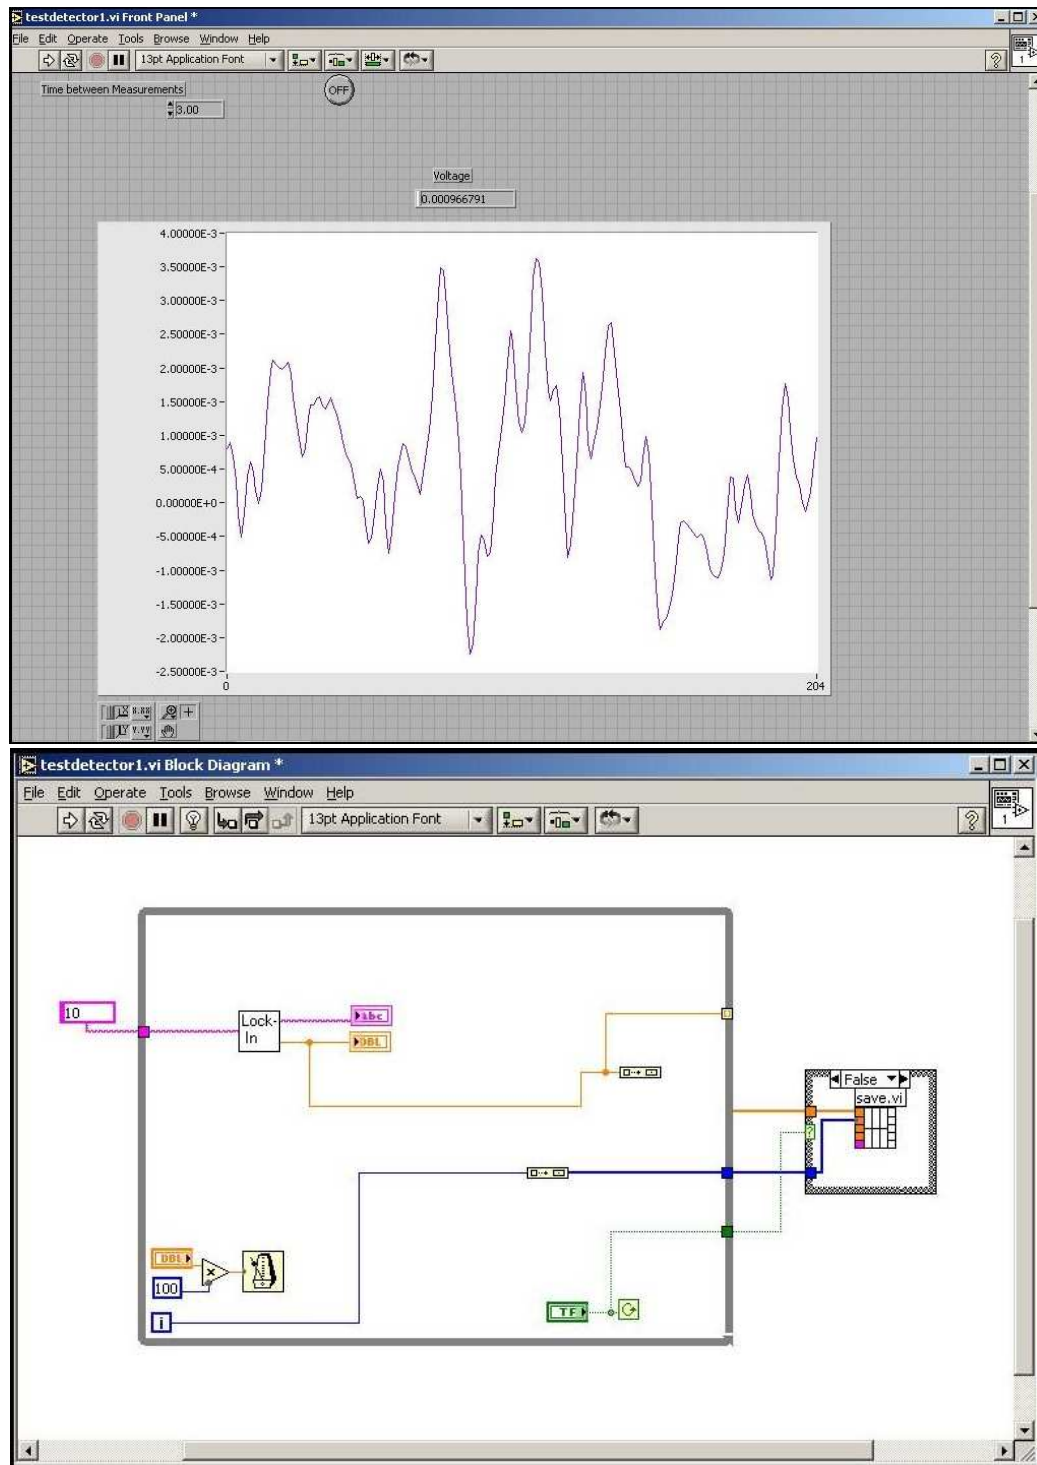 testdetector1.vi Front Panel *
File Edit Operate Tools Browse Window Help
13pt Application Font
1
Time between Measurements
OFF
3.00
Voltage
0.000966791
4.00000E-3
3.50000E-3
3.00000E-3
2.50000E-3
2.00000E-3
1.50000E-3
1.00000E-3
5.00000E-4
0.00000E+0
-5.00000E-4
-1.00000E-3
-1.50000E-3
-2.00000E-3
-2.50000E-3
0 204
X X.XX
Y Y.YY
testdetector1.vi Block Diagram *
File Edit Operate Tools Browse Window Help
13pt Application Font
1
10
Lock-
In
Abc
DBL
False
save.vi
?
DBL
x
100
i
TF